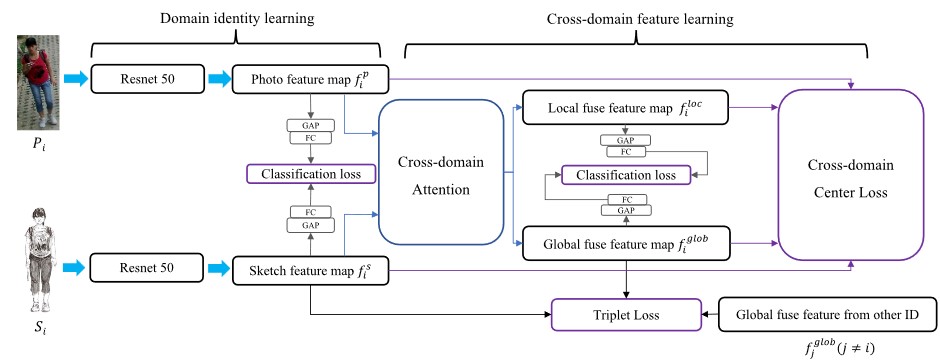 Domain identity learning
Cross-domain feature learning
Resnet 50
Photo feature map f_i^p
P_i
GAP
FC
Classification loss
FC
GAP
Cross-domain
Attention
Local fuse feature map f_i^{loc}
GAP
FC
Classification loss
FC
GAP
Global fuse feature map f_i^{glob}
Cross-domain
Center Loss
Resnet 50
Sketch feature map f_i^s
S_i
Triplet Loss
Global fuse feature from other ID
f_j^{glob}(j ≠ i)